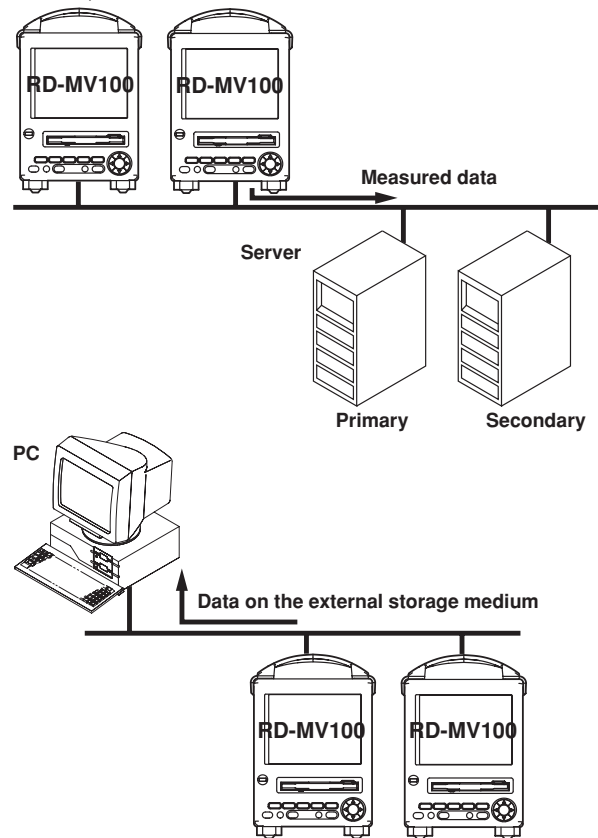 RD-MV100 RD-MV100
Measured data
Server
Primary Secondary
PC
Data on the external storage medium
RD-MV100 RD-MV100